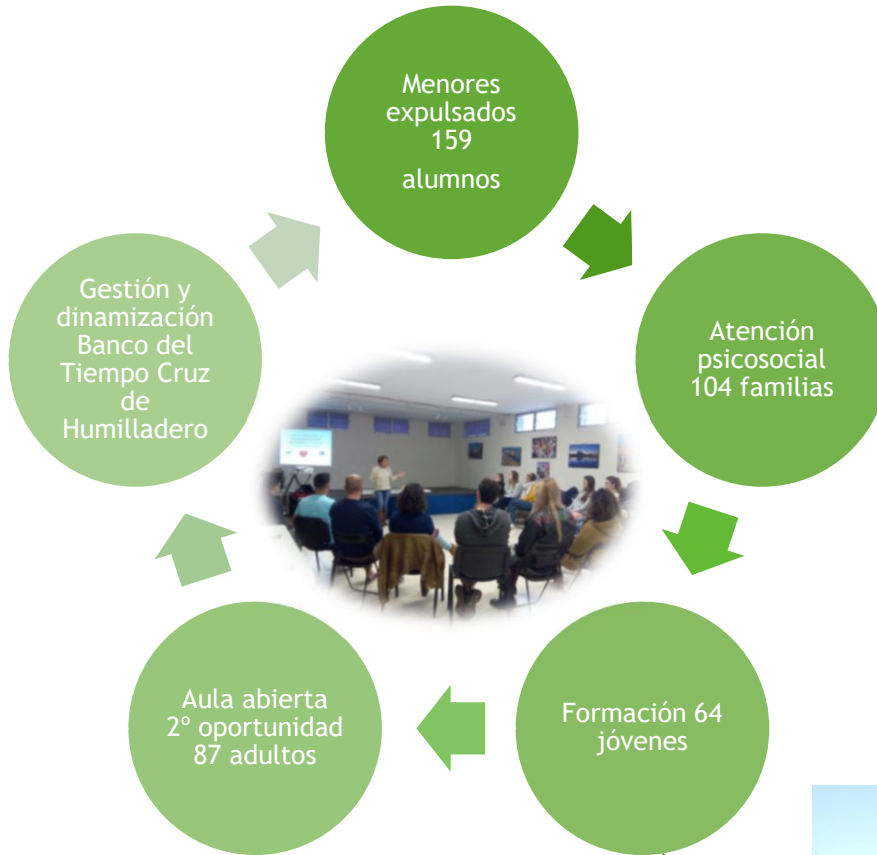 Menores
expulsados
159
alumnos
Atención
psicosocial
104 familias
Formación 64
jóvenes
Aula abierta
2º oportunidad
87 adultos
Gestión y
dinamización
Banco del
Tiempo Cruz
de
Humilladero